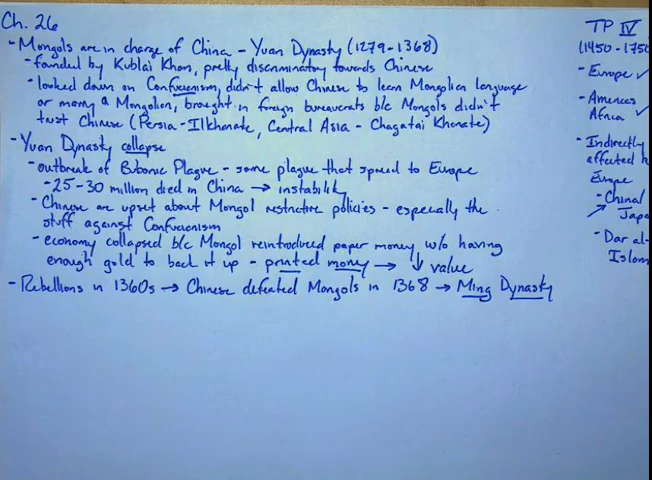 Ch. 26
- Mongols are in charge of China - Yuan Dynasty (1279-1368)
- founded by Kublai Khan, pretty discriminatory towards Chinese
- looked down on Confucianism, didn't allow Chinese to learn Mongolian language
or marry a Mongolian, brought in foreign bureaucrats b/c Mongols didn't
trust Chinese (Persia - Ilkhanate, Central Asia - Chagatai Khanate)
- Yuan Dynasty collapse
- outbreak of Bubonic Plague - same plague that spread to Europe
- 25-30 million died in China → instability
- Chinese are upset about Mongol restrictive policies - especially the
stuff against Confucianism
- economy collapsed b/c Mongol reintroduced paper money w/o having
enough gold to back it up - printed money → ↓ value
- Rebellions in 1360s → Chinese defeated Mongols in 1368 → Ming Dynasty
TP IV
(1450-1750
- Europe ✓
- Americas
Africa ✓
- Indirectly
affected b
Europe
- China
→ Japa
- Dar al-
Islam